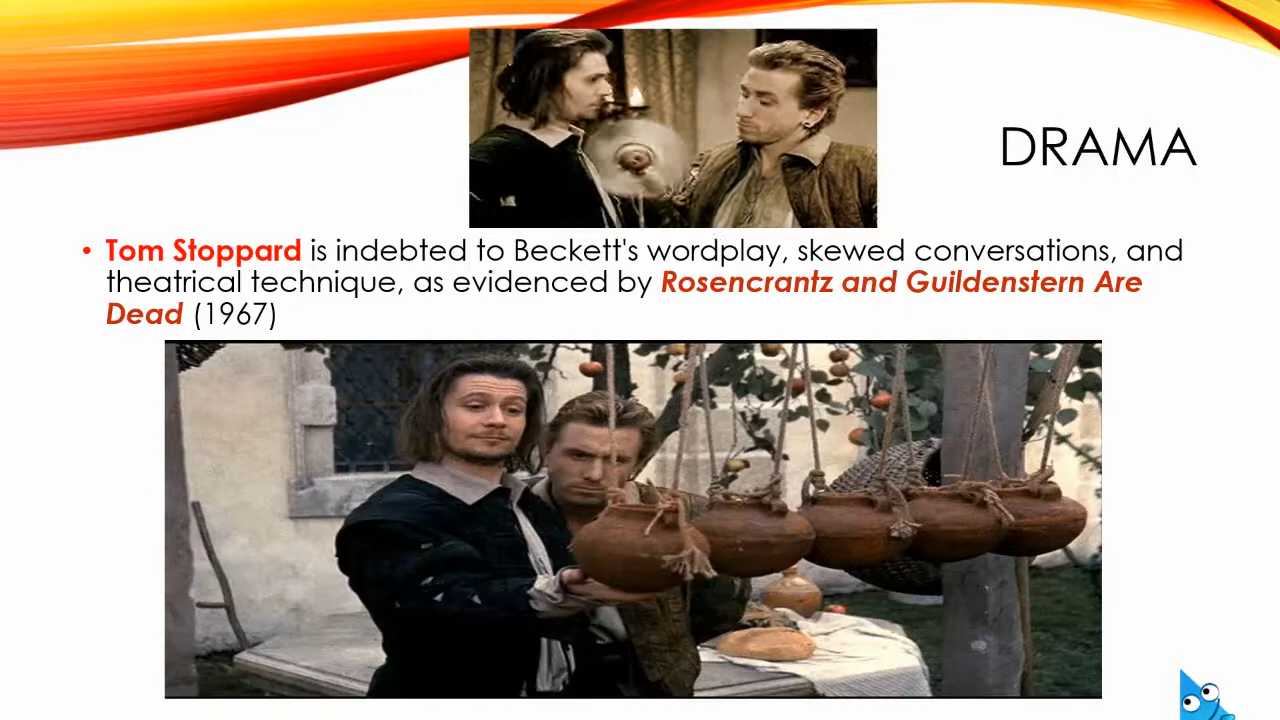 DRAMA
• Tom Stoppard is indebted to Beckett's wordplay, skewed conversations, and
theatrical technique, as evidenced by Rosencrantz and Guildenstern Are
Dead (1967)